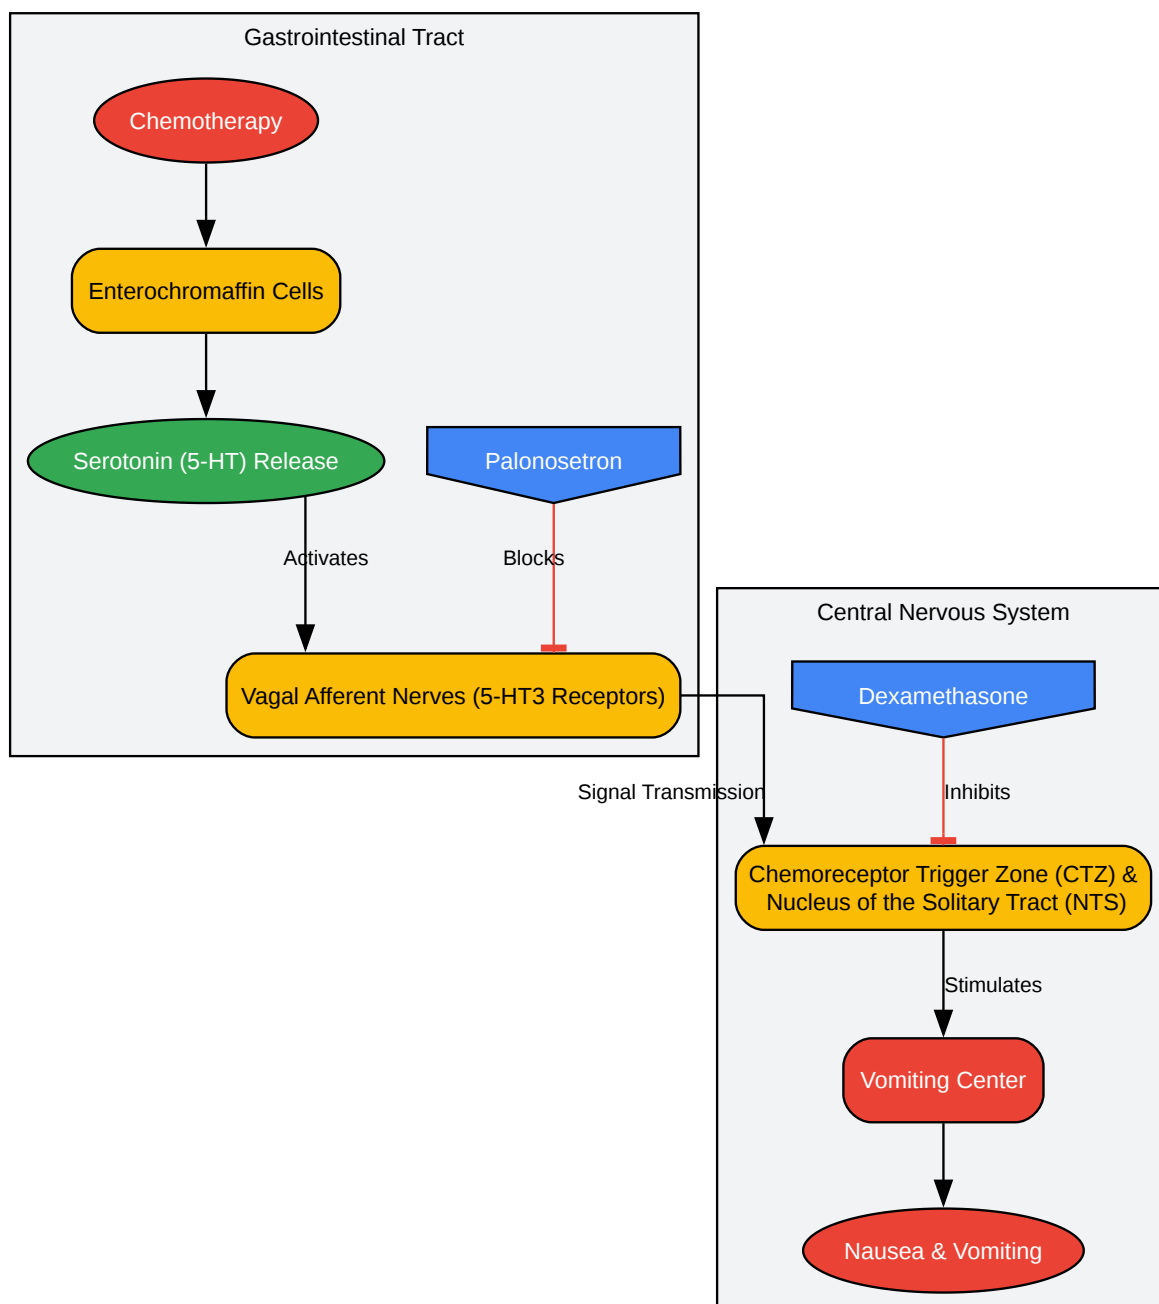 Gastrointestinal Tract
Chemotherapy
Enterochromaffin Cells
Serotonin (5-HT) Release
Palonosetron
Activates
Blocks
Vagal Afferent Nerves (5-HT3 Receptors)
Central Nervous System
Dexamethasone
Signal Transmission
Inhibits
Chemoreceptor Trigger Zone (CTZ) &
Nucleus of the Solitary Tract (NTS)
Stimulates
Vomiting Center
Nausea & Vomiting